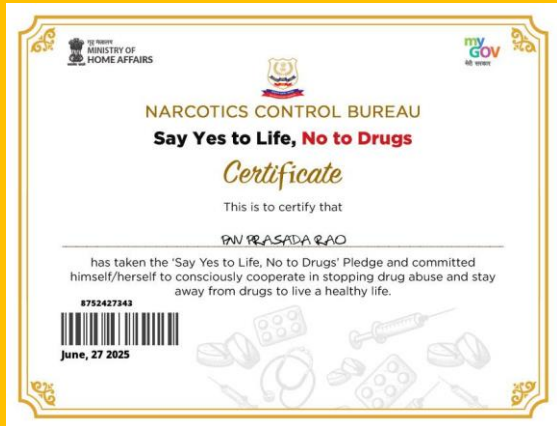 गृह मंत्रालय
MINISTRY OF
HOME AFFAIRS
my
GOV
मेरी सरकार
NARCOTICS CONTROL BUREAU
Say Yes to Life, No to Drugs
Certificate
This is to certify that
PNV PRASADA RAO
has taken the 'Say Yes to Life, No to Drugs' Pledge and committed
himself/herself to consciously cooperate in stopping drug abuse and stay
away from drugs to live a healthy life.
8752427343
June, 27 2025